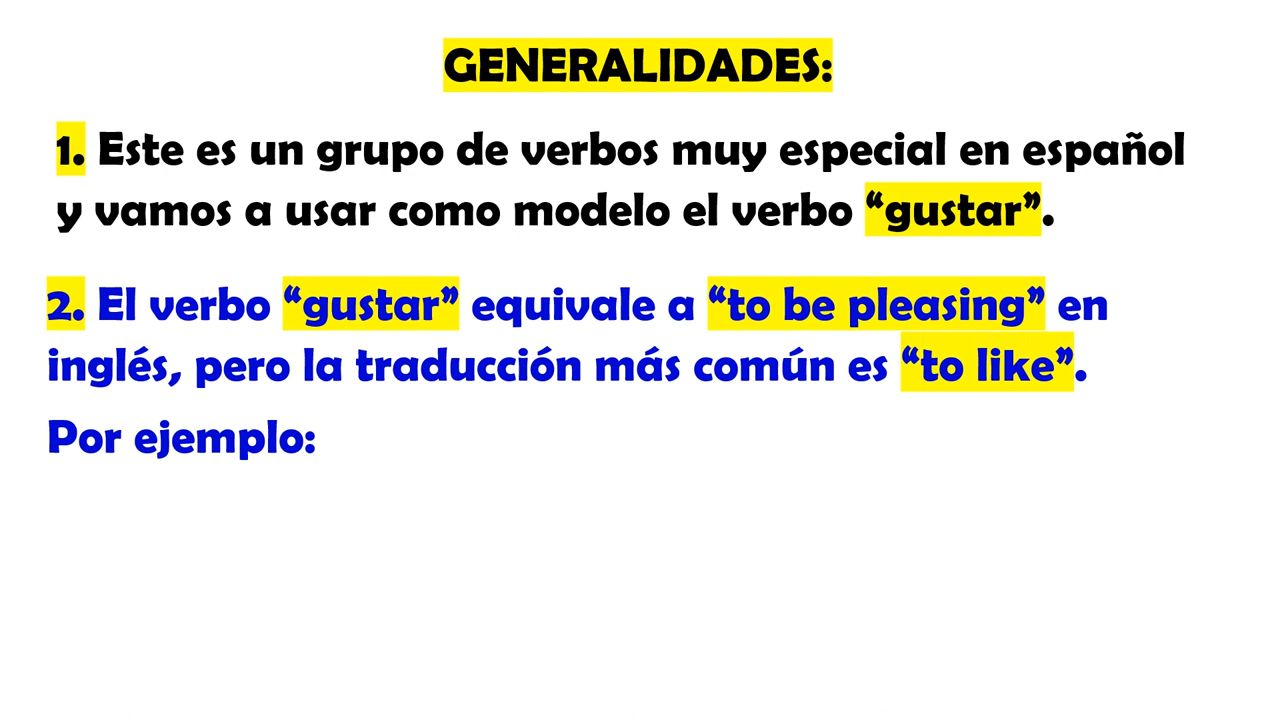 GENERALIDADES:
1. Este es un grupo de verbos muy especial en español
y vamos a usar como modelo el verbo “gustar”.
2. El verbo “gustar” equivale a “to be pleasing” en
inglés, pero la traducción más común es “to like”.
Por ejemplo: